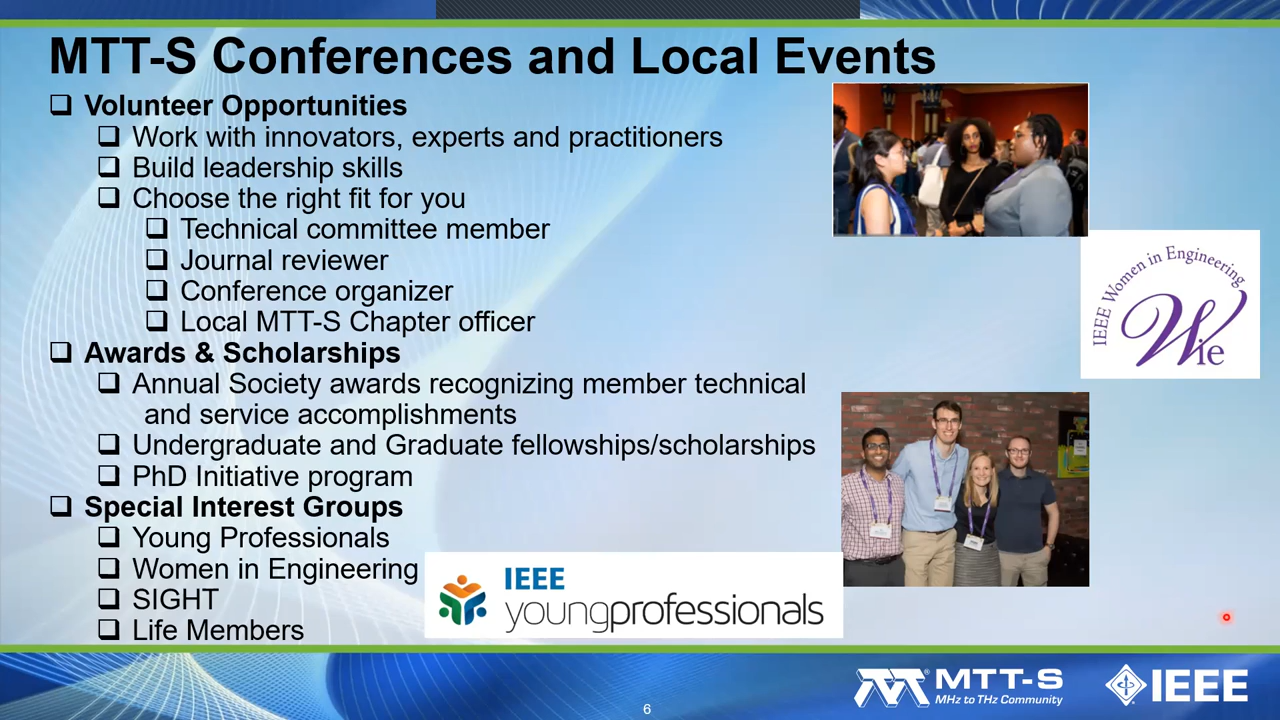 MTT-S Conferences and Local Events
❑ Volunteer Opportunities
❑ Work with innovators, experts and practitioners
❑ Build leadership skills
❑ Choose the right fit for you
❑ Technical committee member
❑ Journal reviewer
❑ Conference organizer
❑ Local MTT-S Chapter officer
❑ Awards & Scholarships
❑ Annual Society awards recognizing member technical
and service accomplishments
❑ Undergraduate and Graduate fellowships/scholarships
❑ PhD Initiative program
❑ Special Interest Groups
❑ Young Professionals
❑ Women in Engineering
❑ SIGHT
❑ Life Members
IEEE Women in Engineering
Wie
IEEE
youngprofessionals
6
MTT-S
MHz to THz Community
IEEE